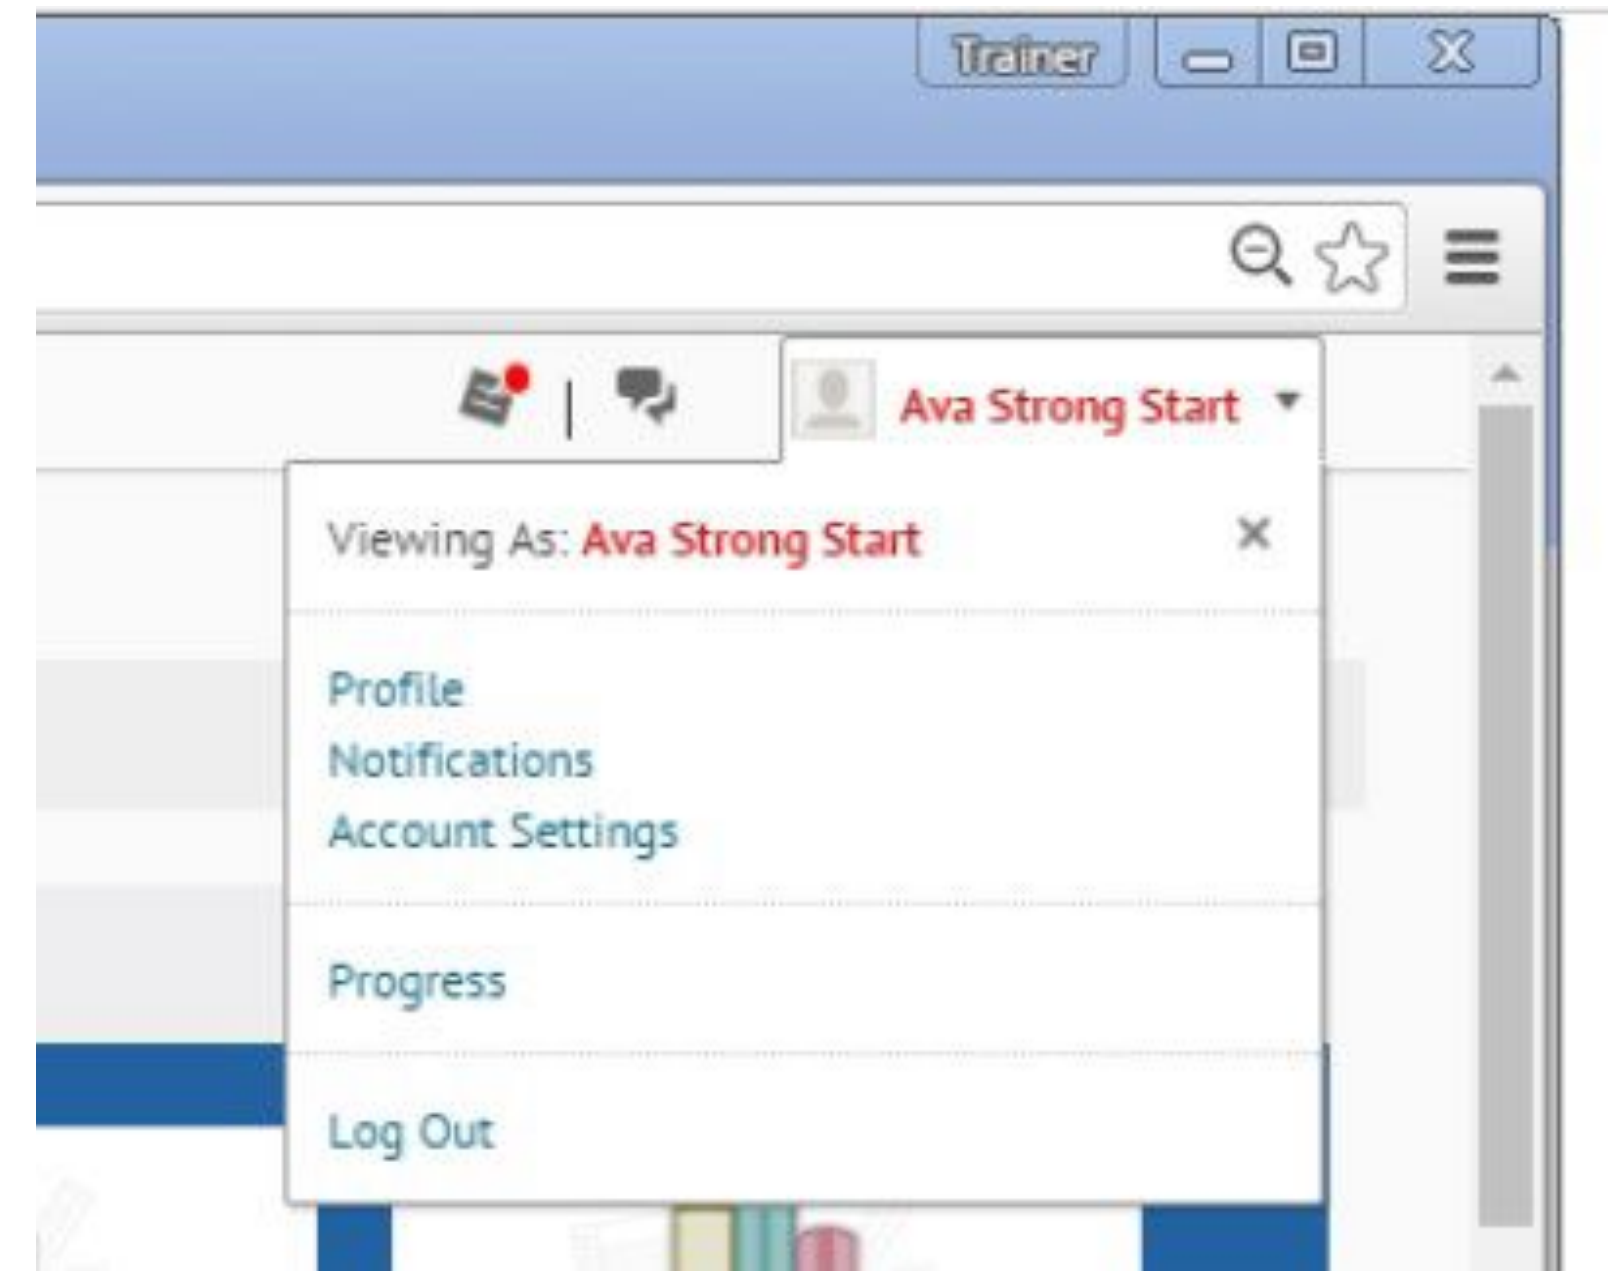 Trainer
Ava Strong Start
Viewing As: Ava Strong Start
Profile
Notifications
Account Settings
Progress
Log Out